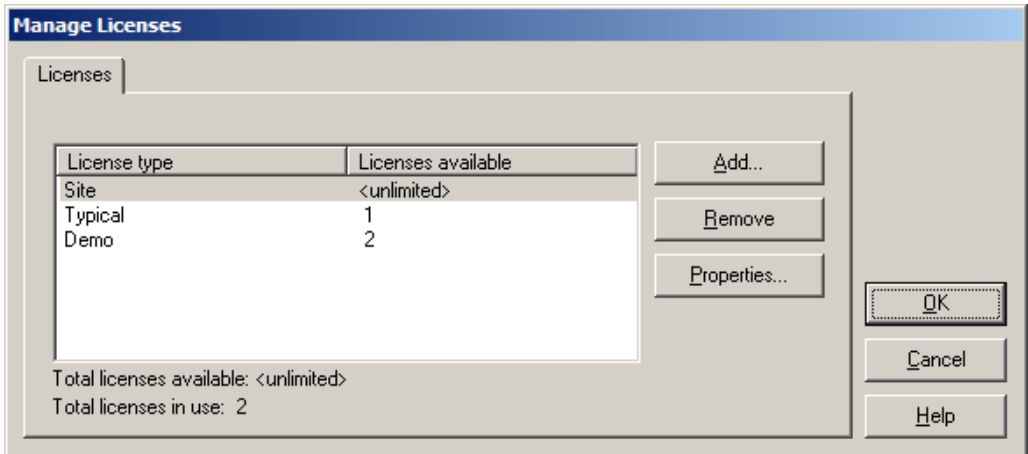 Manage Licenses
Licenses
License type Licenses available
Site <unlimited>
Typical 1
Demo 2
Add...
Remove
Properties...
OK
Cancel
Help
Total licenses available: <unlimited>
Total licenses in use: 2